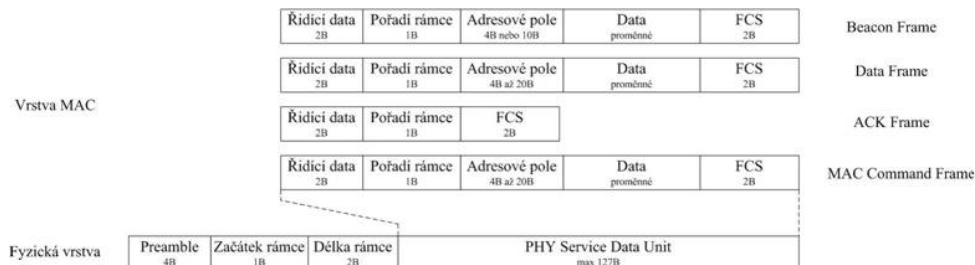 Řídící data Pořadí rámce Adresové pole Data FCS
2B 1B 4B nebo 10B proměnné 2B
Beacon Frame
Řídící data Pořadí rámce Adresové pole Data FCS
2B 1B 4B až 20B proměnné 2B
Data Frame
Vrstva MAC
Řídící data Pořadí rámce FCS
2B 1B 2B
ACK Frame
Řídící data Pořadí rámce Adresové pole Data FCS
2B 1B 4B až 20B proměnné 2B
MAC Command Frame
Fyzická vrstva
Preamble Začátek rámce Délka rámce PHY Service Data Unit
4B 1B 2B max 127B